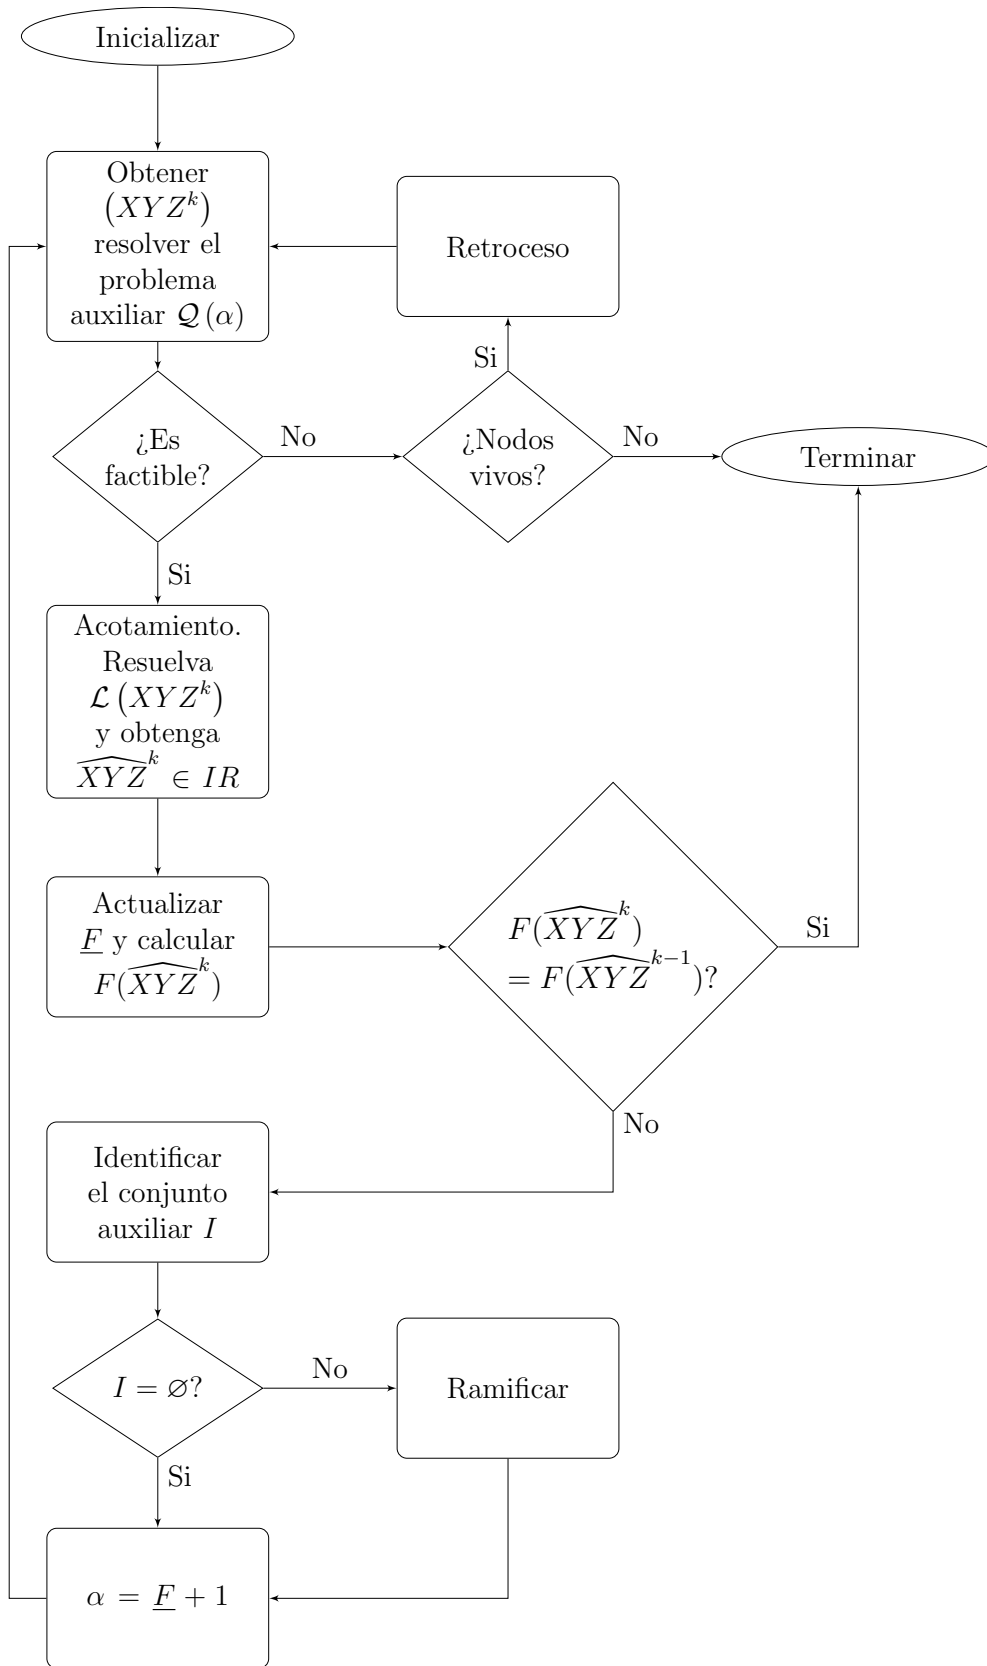 Inicializar
Obtener
(XYZ^k)
resolver el
problema
auxiliar 𝒬(α)
Retroceso
Si
¿Es
factible?
No
¿Nodos
vivos?
No
Terminar
Si
Acotamiento.
Resuelva
ℒ(XYZ^k)
y obtenga
\widehat{XYZ}^k ∈ IR
Actualizar
\underline{F} y calcular
F(\widehat{XYZ}^k)
F(\widehat{XYZ}^k)
= F(\widehat{XYZ}^{k−1})?
Si
No
Identificar
el conjunto
auxiliar I
I = ∅?
No
Ramificar
Si
α = \underline{F} + 1